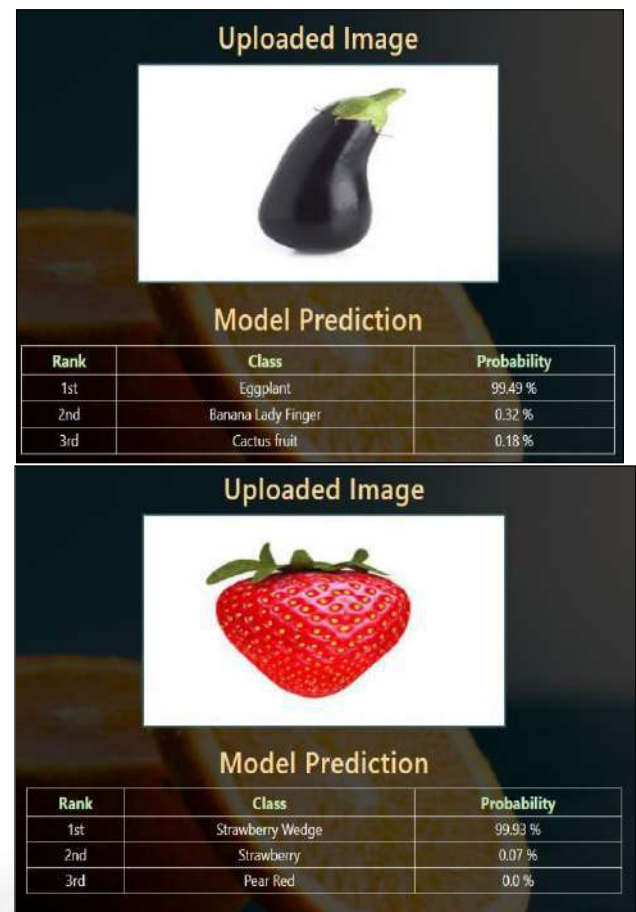 Uploaded Image
Model Prediction
Rank Class Probability
1st Eggplant 99.49 %
2nd Banana Lady Finger 0.32 %
3rd Cactus fruit 0.18 %
Uploaded Image
Model Prediction
Rank Class Probability
1st Strawberry Wedge 99.93 %
2nd Strawberry 0.07 %
3rd Pear Red 0.0 %